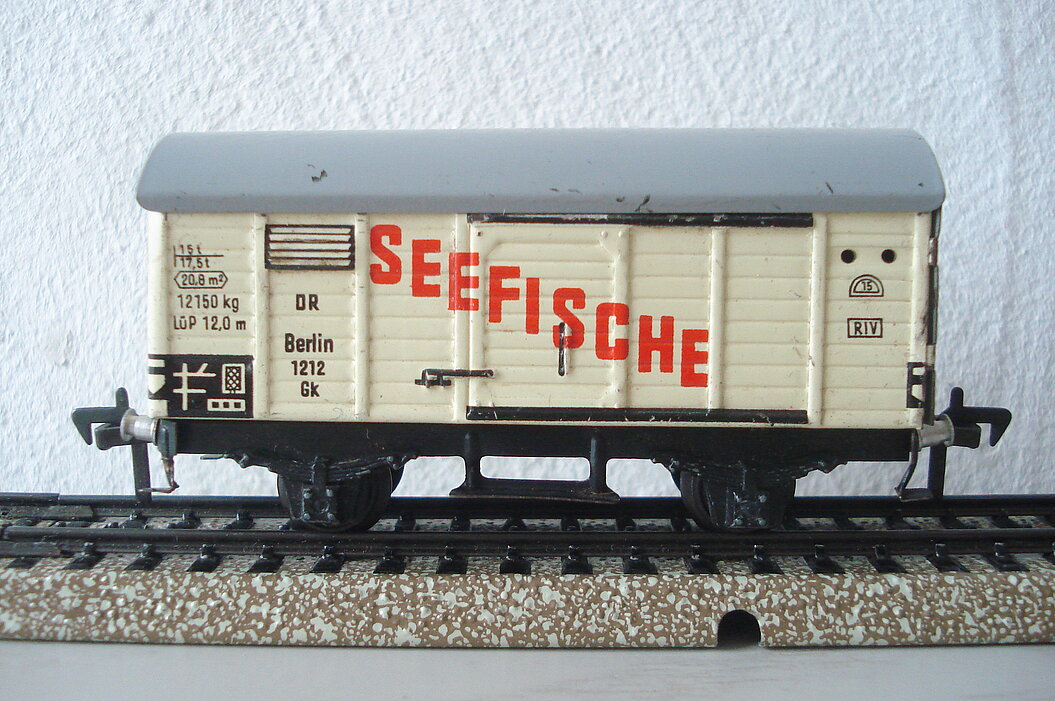 15 t
17,5 t
20,8 m²
12150 kg
LüP 12,0 m
DR
Berlin
1212
Gk
SEEFISCHE
15
RIV